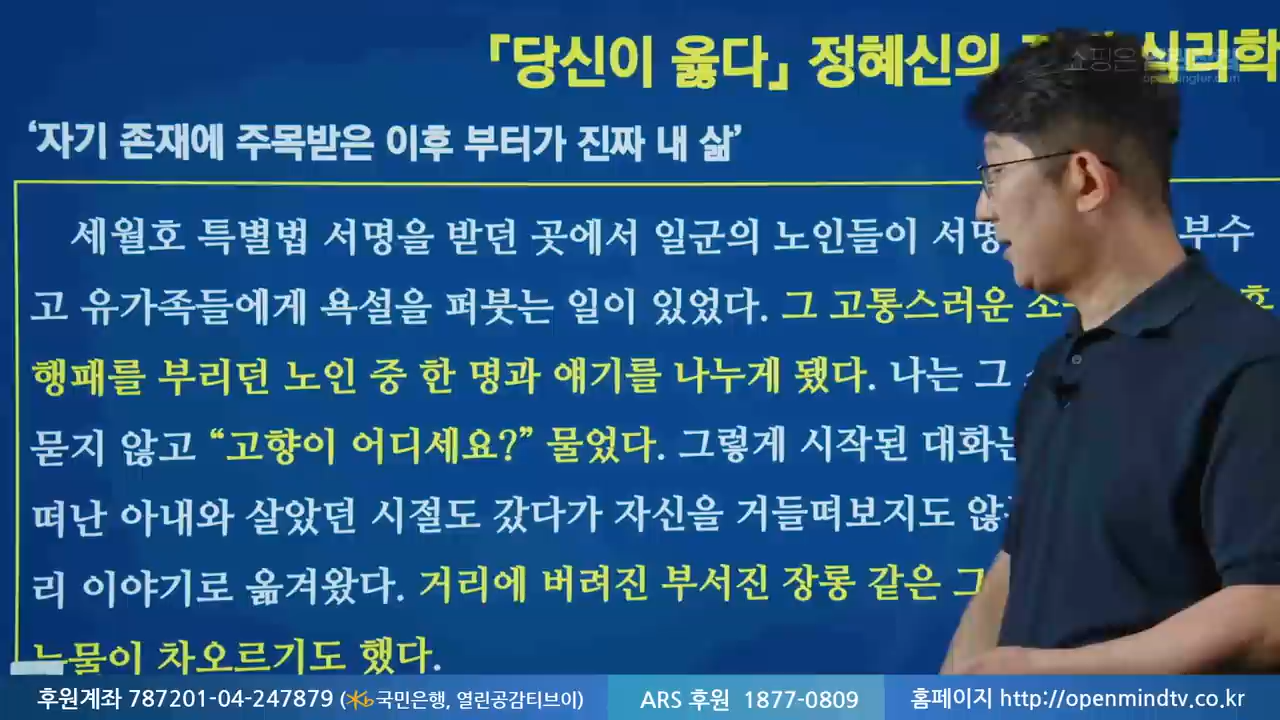 『당신이 옳다』 정혜신의 심리학
쇼핑은
‘자기 존재에 주목받은 이후 부터가 진짜 내 삶’
세월호 특별법 서명을 받던 곳에서 일군의 노인들이 서명 부수
고 유가족들에게 욕설을 퍼붓는 일이 있었다. 그 고통스러운
행패를 부리던 노인 중 한 명과 얘기를 나누게 됐다. 나는 그
묻지 않고 “고향이 어디세요?” 물었다. 그렇게 시작된 대화는
떠난 아내와 살았던 시절도 갔다가 자신을 거들떠보지도 않
리 이야기로 옮겨왔다. 거리에 버려진 부서진 장롱 같은 그
눈물이 차오르기도 했다.
후원계좌 787201-04-247879 (국민은행, 열린공감티브이) ARS 후원 1877-0809 홈페이지 http://openmindtv.co.kr